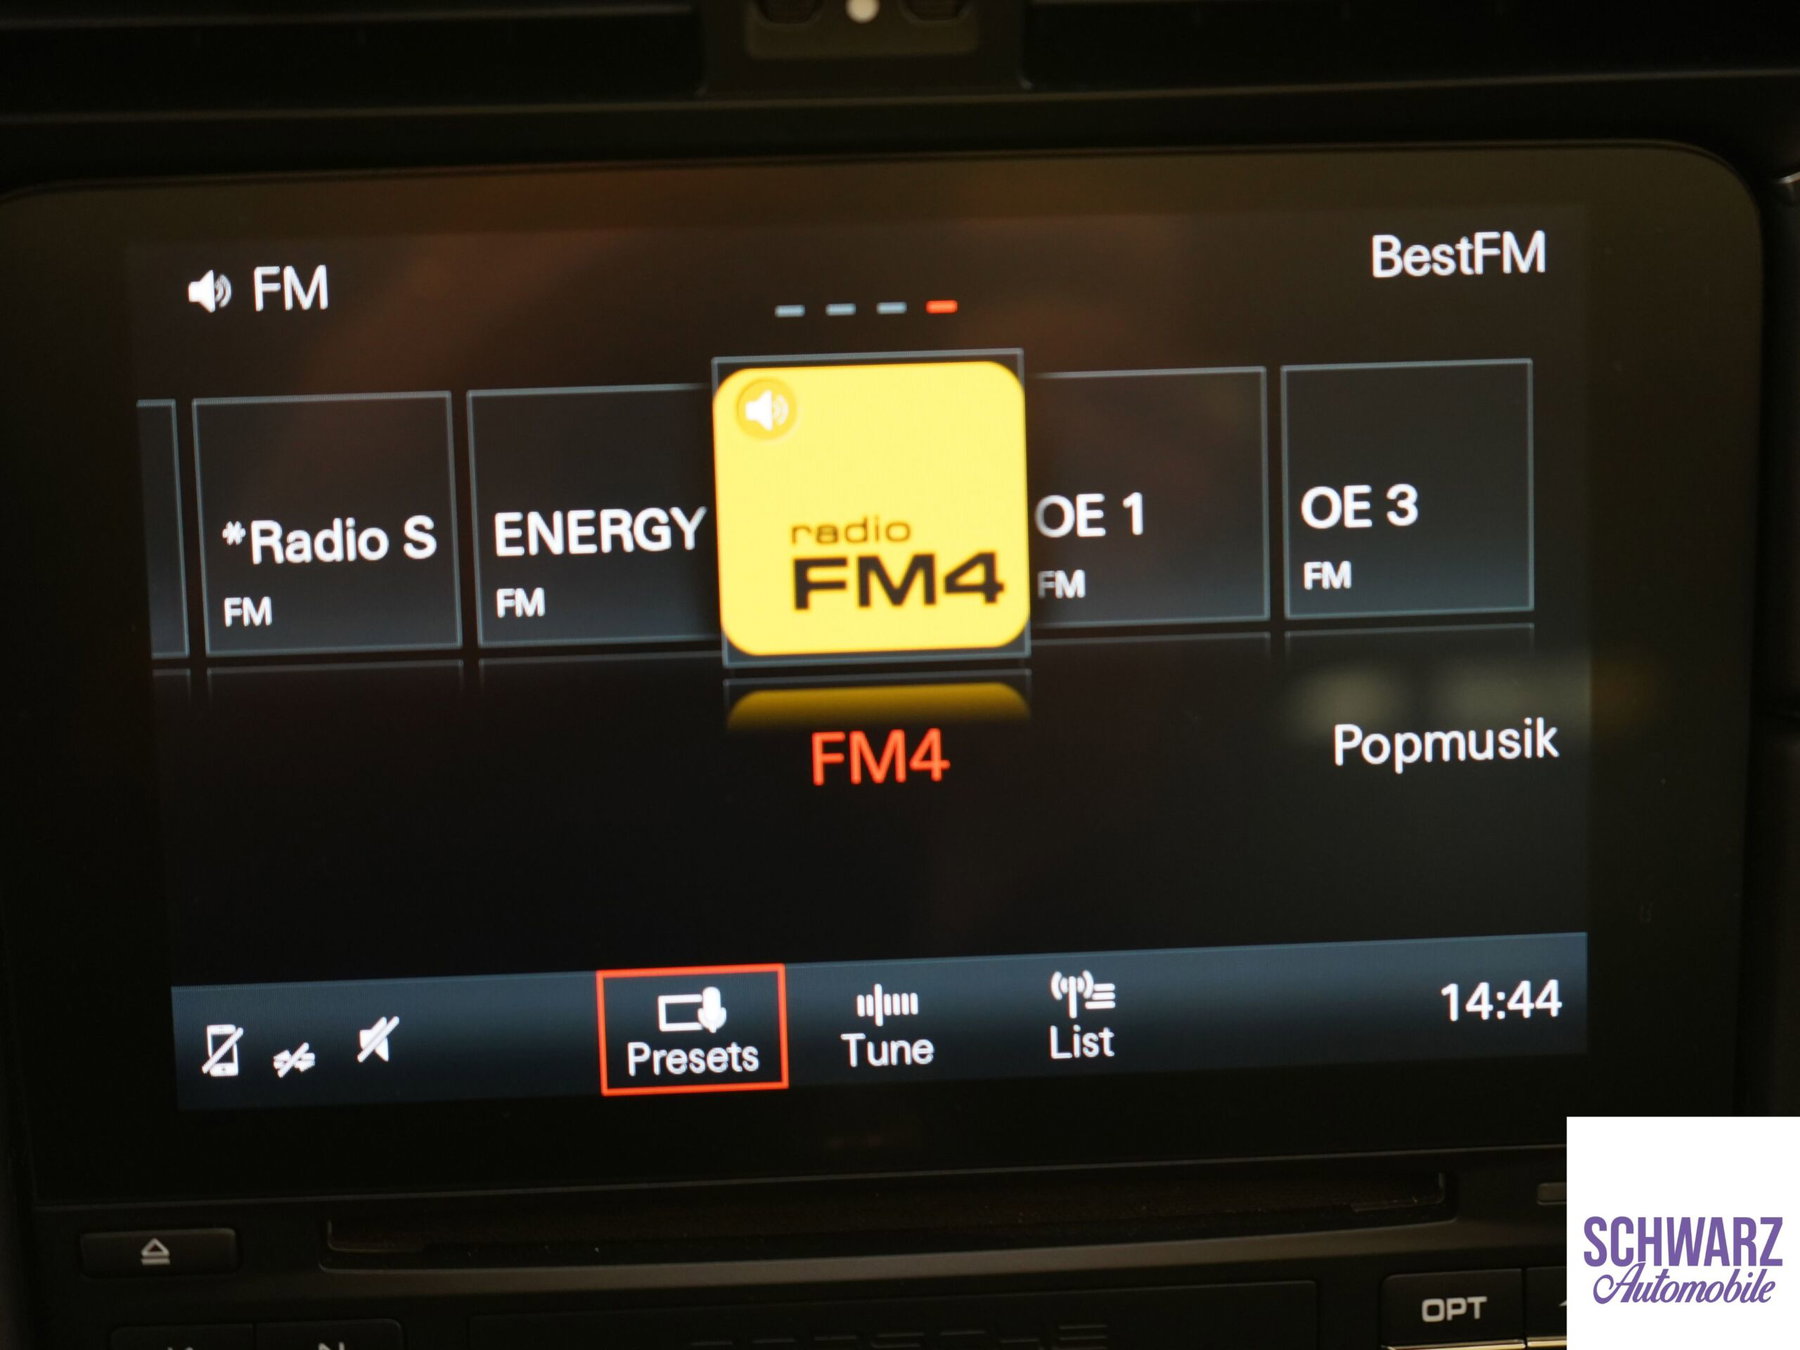 FM
BestFM
*Radio S
FM
ENERGY
FM
radio
FM4
OE 1
FM
OE 3
FM
FM4
Popmusik
Presets
Tune
List
14:44
OPT
SCHWARZ
Automobile